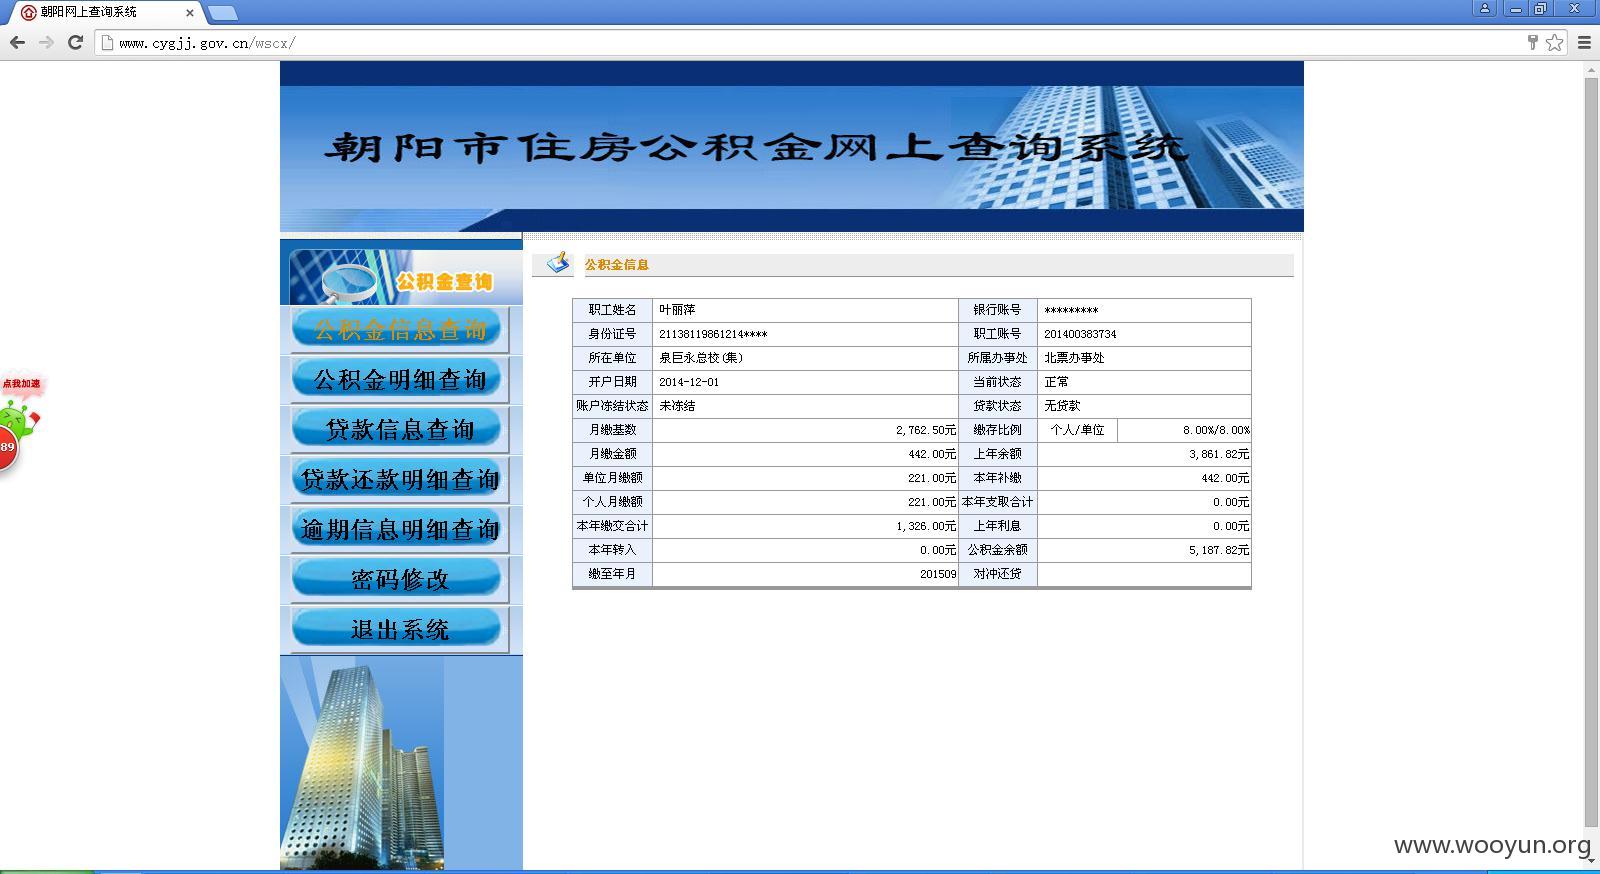 朝阳网上查询系统
www.cygjj.gov.cn/wscx/
朝阳市住房公积金网上查询系统
公积金查询
公积金信息查询
公积金明细查询
贷款信息查询
贷款还款明细查询
逾期信息明细查询
密码修改
退出系统
点我加速
89
公积金信息
职工姓名 叶丽萍 银行账号 *********
身份证号 21138119861214**** 职工账号 201400383734
所在单位 泉巨永总校(集) 所属办事处 北票办事处
开户日期 2014-12-01 当前状态 正常
账户冻结状态 未冻结 贷款状态 无贷款
月缴基数 2,762.50元 缴存比例 个人/单位 8.00%/8.00%
月缴金额 442.00元 上年余额 3,861.82元
单位月缴额 221.00元 本年补缴 442.00元
个人月缴额 221.00元 本年支取合计 0.00元
本年缴交合计 1,326.00元 上年利息 0.00元
本年转入 0.00元 公积金余额 5,187.82元
缴至年月 201509 对冲还贷
www.wooyun.org